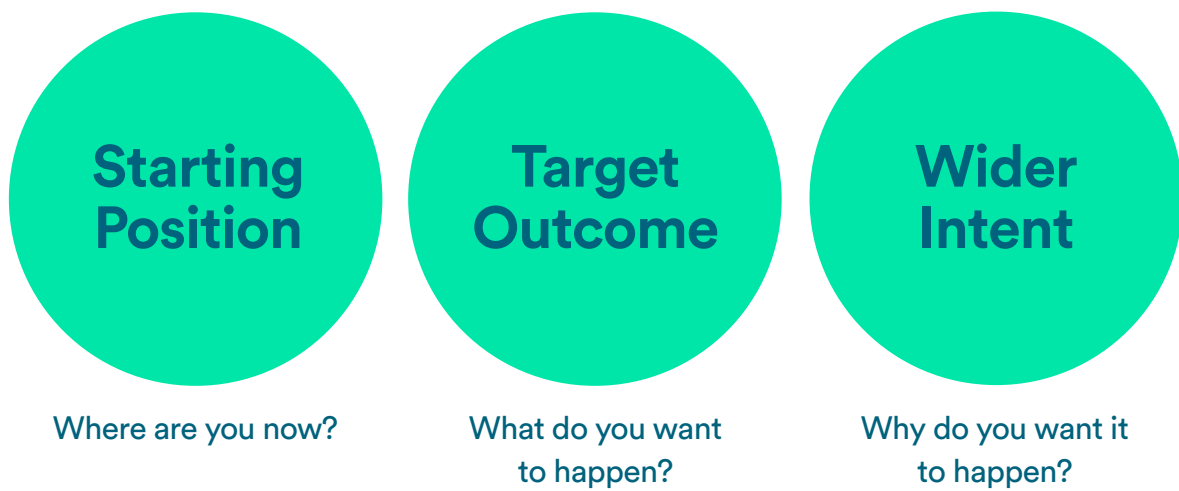 Starting
Position
Target
Outcome
Wider
Intent
Where are you now?
What do you want
to happen?
Why do you want it
to happen?